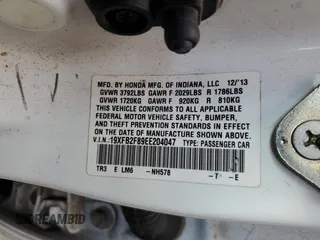 MFD. BY HONDA MFG. OF INDIANA, LLC 12/'13
GVWR 3792LBS GAWR F 2029LBS R 1786LBS
GVWR 1720KG GAWR F 920KG R 810KG
THIS VEHICLE CONFORMS TO ALL APPLICABLE
FEDERAL MOTOR VEHICLE SAFETY, BUMPER,
AND THEFT PREVENTION STANDARDS IN EFFECT
ON THE DATE OF MANUFACTURE SHOWN ABOVE.
V.I.N.:19XFB2F89EE204047 TYPE: PASSENGER CAR
TR3 E LM6 -NH578 -T- -E
DREAMBID